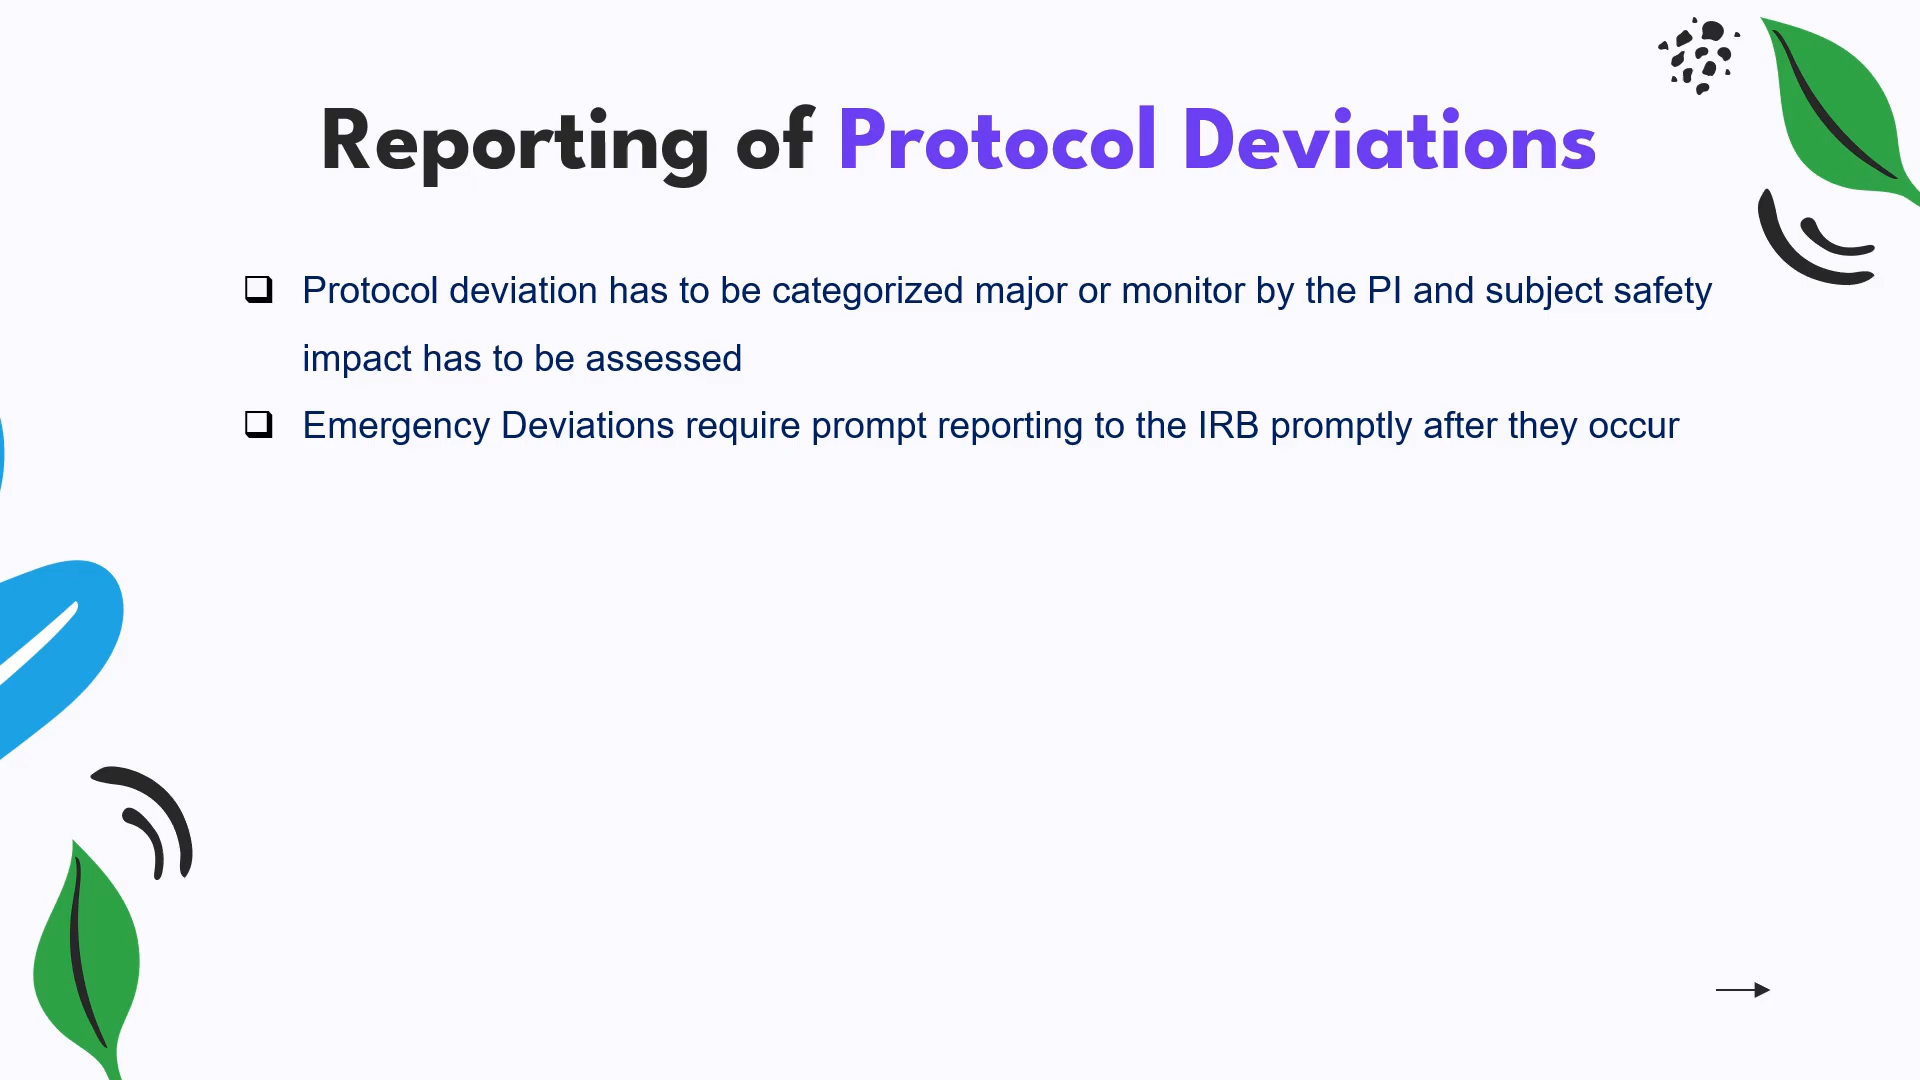 Reporting of Protocol Deviations
Protocol deviation has to be categorized major or monitor by the PI and subject safety
impact has to be assessed
Emergency Deviations require prompt reporting to the IRB promptly after they occur